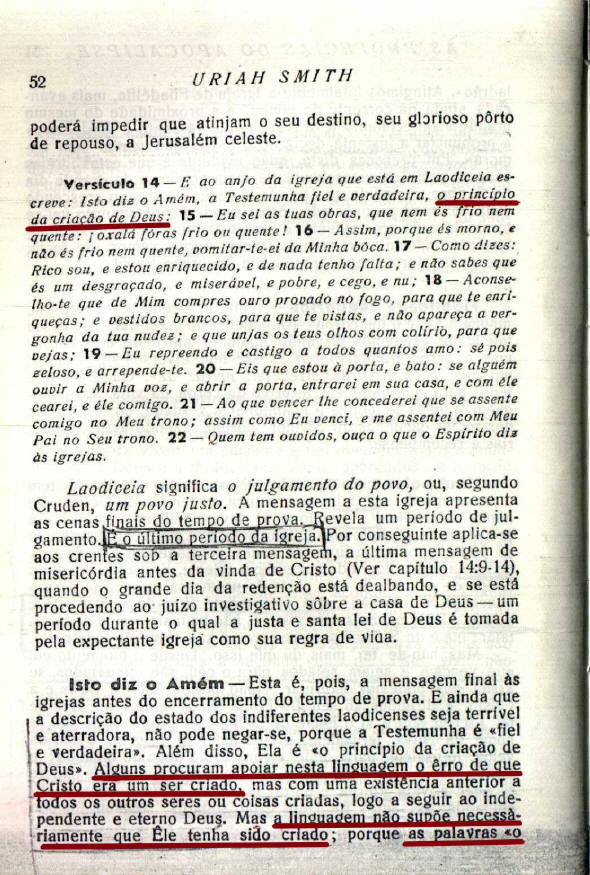 52
URIAH SMITH
poderá impedir que atinjam o seu destino, seu glorioso pôrto
de repouso, a Jerusalém celeste.
Versículo 14 — E ao anjo da igreja que está em Laodiceia es-
creve: Isto diz o Amém, a Testemunha fiel e verdadeira, o princípio
da criação de Deus: 15 — Eu sei as tuas obras, que nem és frio nem
quente: ¡oxalá fôras frio ou quente! 16 — Assim, porque és morno, e
não és frio nem quente, vomitar-te-ei da Minha bôca. 17 — Como dizes:
Rico sou, e estou enriquecido, e de nada tenho falta; e não sabes que
és um desgraçado, e miserável, e pobre, e cego, e nu; 18 — Aconse-
lho-te que de Mim compres ouro provado no fogo, para que te enri-
queças; e vestidos brancos, para que te vistas, e não apareça a ver-
gonha da tua nudez; e que unjas os teus olhos com colírio, para que
vejas; 19 — Eu repreendo e castigo a todos quantos amo: sê pois
zeloso, e arrepende-te. 20 — Eis que estou à porta, e bato: se alguém
ouvir a Minha voz, e abrir a porta, entrarei em sua casa, e com êle
cearei, e êle comigo. 21 — Ao que vencer lhe concederei que se assente
comigo no Meu trono; assim como Eu venci, e me assentei com Meu
Pai no Seu trono. 22 — Quem tem ouvidos, ouça o que o Espírito diz
às igrejas.
Laodiceia significa o julgamento do povo, ou, segundo
Cruden, um povo justo. A mensagem a esta igreja apresenta
as cenas finais do tempo de prova. Revela um período de jul-
gamento. É o último período da igreja. Por conseguinte aplica-se
aos crentes sob a terceira mensagem, a última mensagem de
misericórdia antes da vinda de Cristo (Ver capítulo 14:9-14),
quando o grande dia da redenção está dealbando, e se está
procedendo ao juízo investigativo sôbre a casa de Deus — um
período durante o qual a justa e santa lei de Deus é tomada
pela expectante igreja como sua regra de vida.
Isto diz o Amém — Esta é, pois, a mensagem final às
igrejas antes do encerramento do tempo de prova. E ainda que
a descrição do estado dos indiferentes laodicenses seja terrível
e aterradora, não pode negar-se, porque a Testemunha é «fiel
e verdadeira». Além disso, Ela é «o princípio da criação de
Deus». Alguns procuram apoiar nesta linguagem o êrro de que
Cristo era um ser criado, mas com uma existência anterior a
todos os outros seres ou coisas criadas, logo a seguir ao inde-
pendente e eterno Deus. Mas a linguagem não supõe necessà-
riamente que Êle tenha sido criado; porque as palavras «o